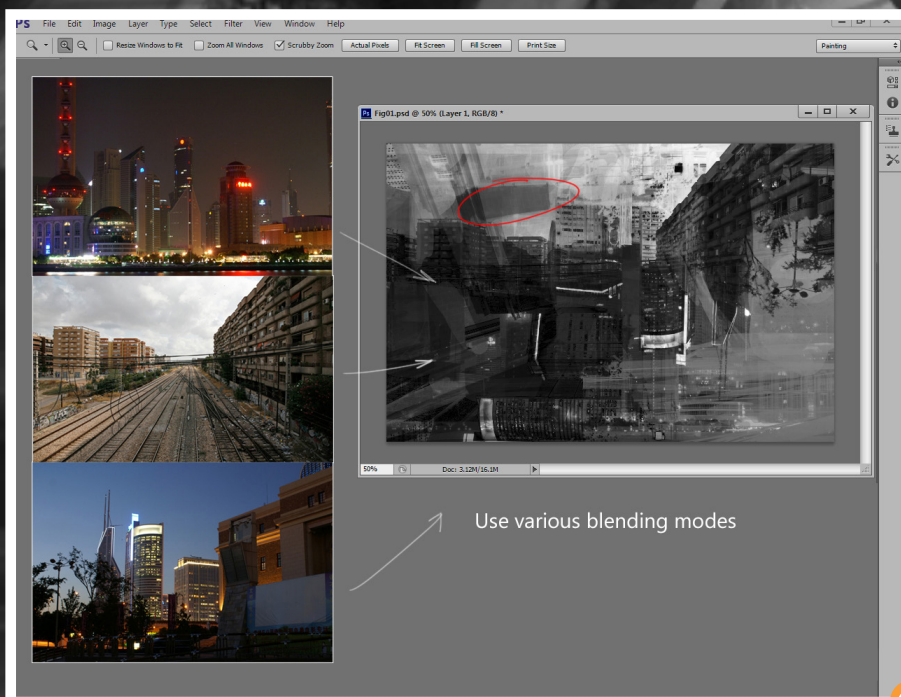 PS File Edit Image Layer Type Select Filter View Window Help
Resize Windows to Fit Zoom All Windows Scrubby Zoom Actual Pixels Fit Screen Fill Screen Print Size Painting
Ps Fig01.psd @ 50% (Layer 1, RGB/8) *
50% Doc: 3.12M/16.1M
Use various blending modes